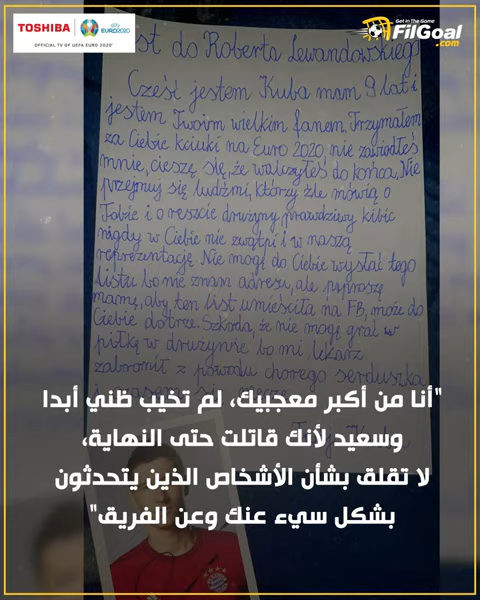 TOSHIBA
UEFA EURO2020
OFFICIAL TV OF UEFA EURO 2020™
Get In The Game
FilGoal
.com
st do Roberta Lewandowskiego
Cześć jestem Kuba mam 9 lat i
jestem Twoim wielkim fanem. Trzymałem
za Ciebie kciuki na Euro 2020, nie zawiodłeś
mnie, cieszę się, że walczyłeś do końca. Nie
przejmuj się ludźmi, którzy źle mówią o
Tobie i o reszcie drużyny prawdziwy kibic
nigdy w Ciebie nie zwątpi i w naszą
reprezentację. Nie mogę do Ciebie wysłać tego
listu bo nie znam adresu, ale poproszę
mamę, aby ten list umieściła na FB, może do
Ciebie dotrze. Szkoda, że nie mogę grać w
piłkę w drużynie bo mi lekarz
zabronił z powodu chorego serduszka
"أنا من أكبر معجبيك، لم تخيب ظني أبدا
وسعيد لأنك قاتلت حتى النهاية،
لا تقلق بشأن الأشخاص الذين يتحدثون
بشكل سيء عنك وعن الفريق"